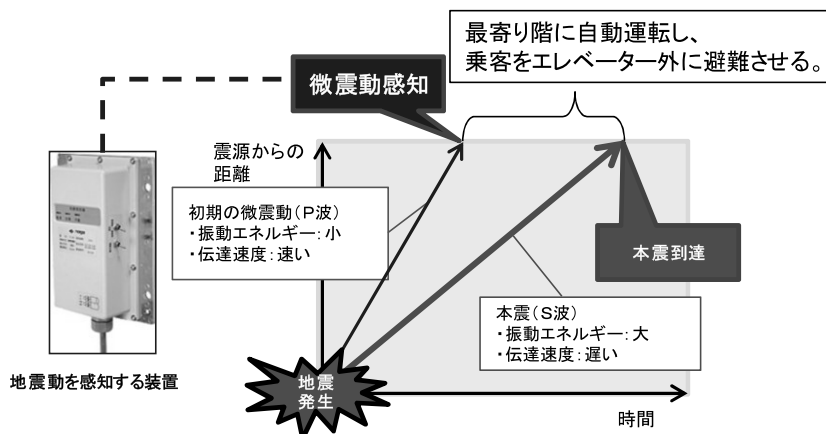 最寄り階に自動運転し、
乗客をエレベーター外に避難させる。
微震動感知
震源からの
距離
初期の微震動（P波）
・振動エネルギー：小
・伝達速度：速い
本震到達
本震（S波）
・振動エネルギー：大
・伝達速度：遅い
地震
発生
時間
地震動を感知する装置